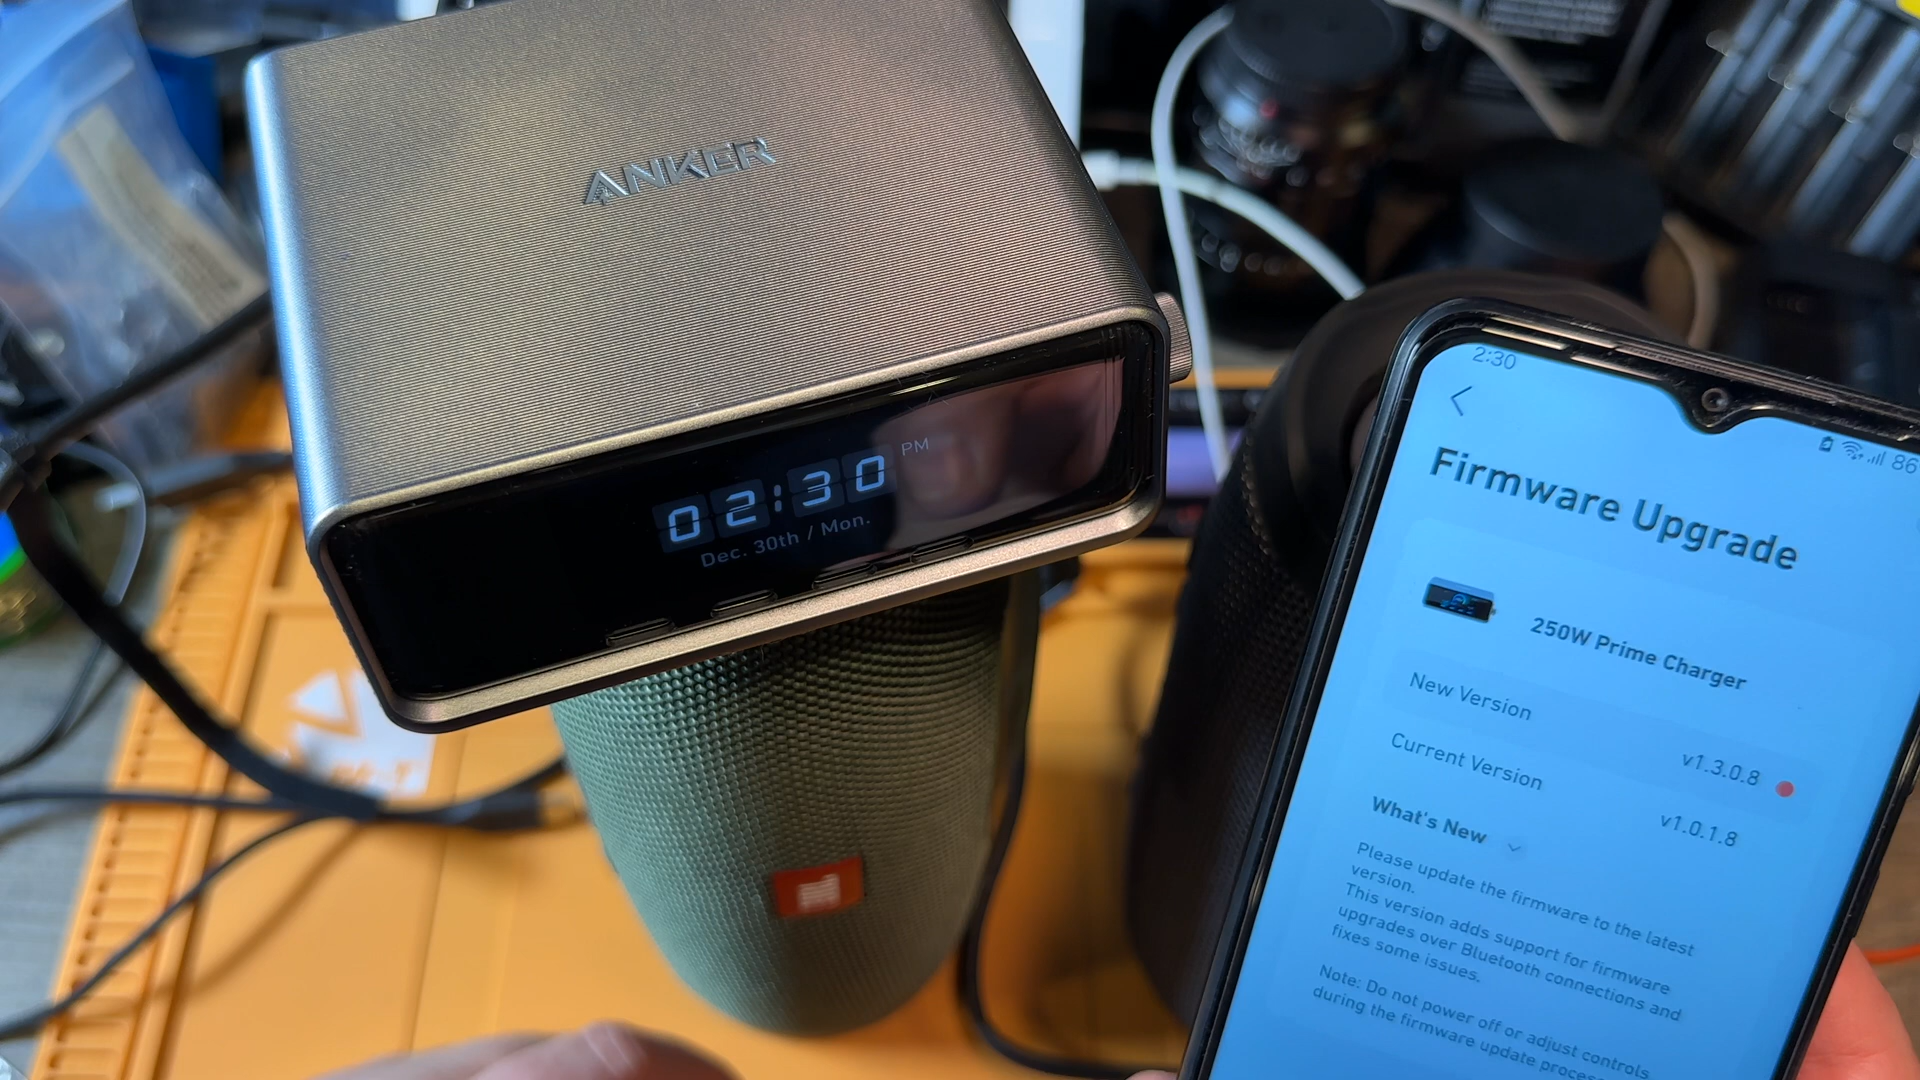 ANKER
02:30 PM
Dec. 30th / Mon.
2:30
86
Firmware Upgrade
250W Prime Charger
New Version
v1.3.0.8
Current Version
v1.0.1.8
What's New
Please update the firmware to the latest
version.
This version adds support for firmware
upgrades over Bluetooth connections and
fixes some issues.
Note: Do not power off or adjust controls
during the firmware update process